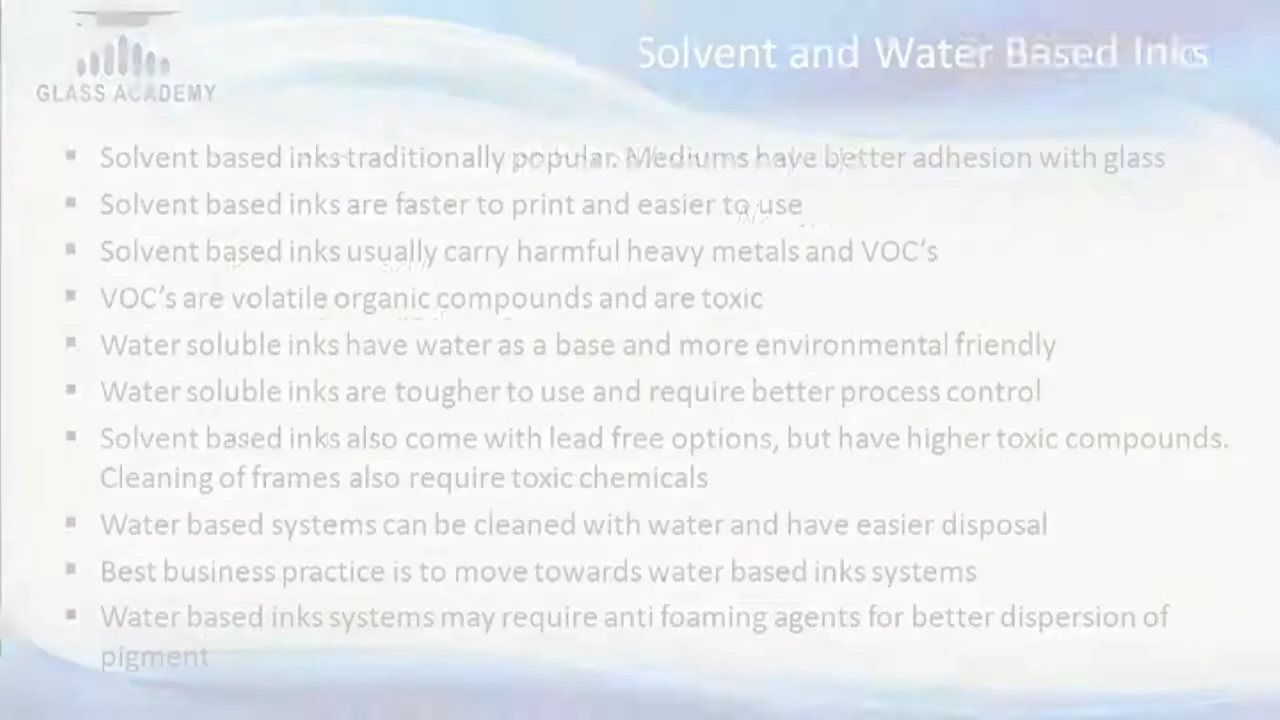 GLASS ACADEMY
Solvent and Water Based Inks
▪ Solvent based inks traditionally popular. Mediums have better adhesion with glass
▪ Solvent based inks are faster to print and easier to use
▪ Solvent based inks usually carry harmful heavy metals and VOC’s
▪ VOC’s are volatile organic compounds and are toxic
▪ Water soluble inks have water as a base and more environmental friendly
▪ Water soluble inks are tougher to use and require better process control
▪ Solvent based inks also come with lead free options, but have higher toxic compounds.
Cleaning of frames also require toxic chemicals
▪ Water based systems can be cleaned with water and have easier disposal
▪ Best business practice is to move towards water based inks systems
▪ Water based inks systems may require anti foaming agents for better dispersion of
pigment